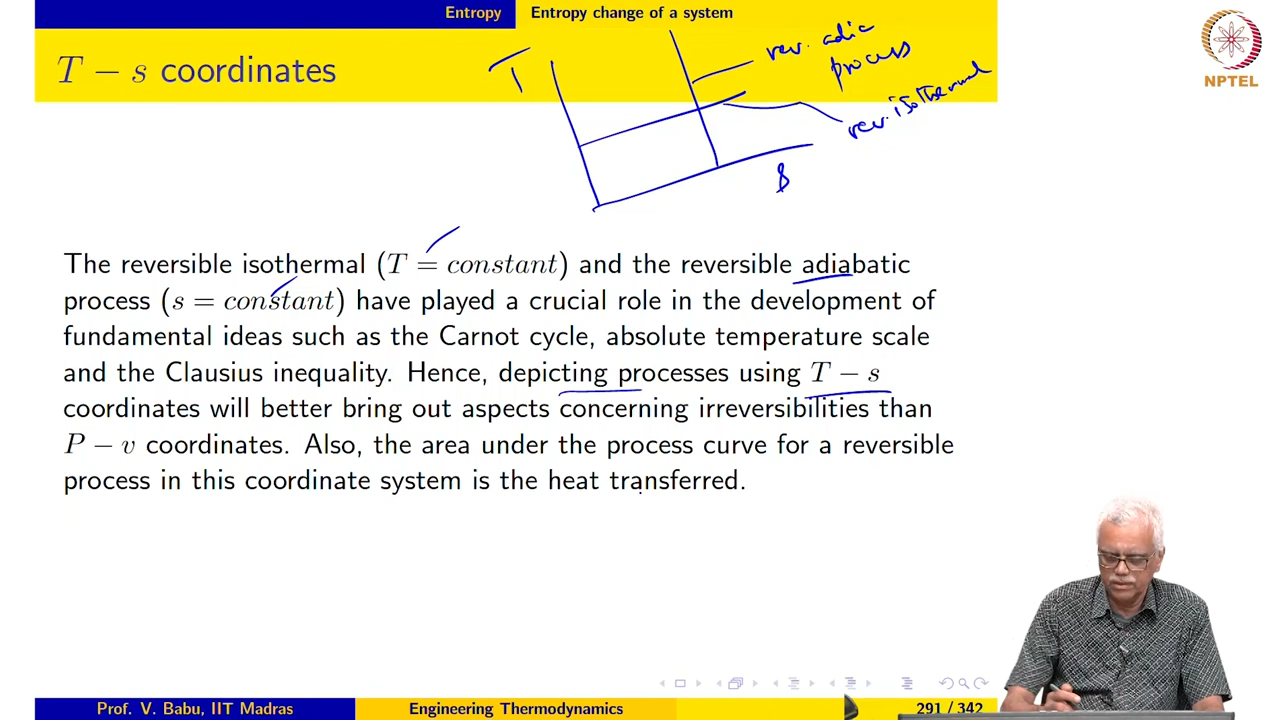 Entropy Entropy change of a system
T − s coordinates
T
rev. adia
process
rev. isothermal
s
NPTEL
The reversible isothermal (T = constant) and the reversible adiabatic
process (s = constant) have played a crucial role in the development of
fundamental ideas such as the Carnot cycle, absolute temperature scale
and the Clausius inequality. Hence, depicting processes using T − s
coordinates will better bring out aspects concerning irreversibilities than
P − v coordinates. Also, the area under the process curve for a reversible
process in this coordinate system is the heat transferred.
Prof. V. Babu, IIT Madras Engineering Thermodynamics 291 / 342